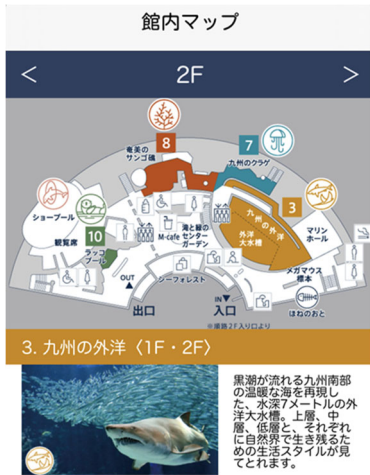 館内マップ
< 2F >
8
奄美の
サンゴ礁
7
九州のクラゲ
3
九州の外洋
外洋
大水槽
マリン
ホール
ショープール
観覧席
10
ラッコ
プール
M-cafe
滝と緑の
センター
ガーデン
メガマウス
標本
シーフォレスト
OUT
出口
IN
入口
ほねのおと
※順路2F入り口より
3. 九州の外洋〈1F・2F〉
黒潮が流れる九州南部
の温暖な海を再現し
た、水深7メートルの外
洋大水槽。上層、中
層、低層と、それぞれ
に自然界で生き残るた
めの生活スタイルが見
てとれます。